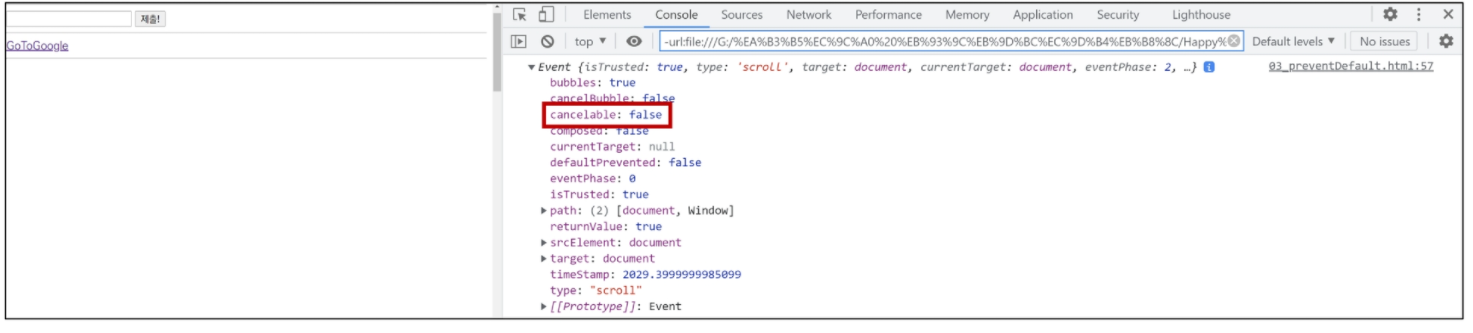 제출!
GoToGoogle
Elements Console Sources Network Performance Memory Application Security Lighthouse
top ▼ -url:file:///G:/%EA%B3%B5%EC%9C%A0%20%EB%93%9C%EB%9D%BC%EC%9D%B4%EB%B8%8C/Happy% Default levels ▼ No issues
▼Event {isTrusted: true, type: 'scroll', target: document, currentTarget: document, eventPhase: 2, …} i 03_preventDefault.html:57
bubbles: true
cancelBubble: false
cancelable: false
composed: false
currentTarget: null
defaultPrevented: false
eventPhase: 0
isTrusted: true
▶path: (2) [document, Window]
returnValue: true
▶srcElement: document
▶target: document
timeStamp: 2029.3999999985099
type: "scroll"
▶[[Prototype]]: Event